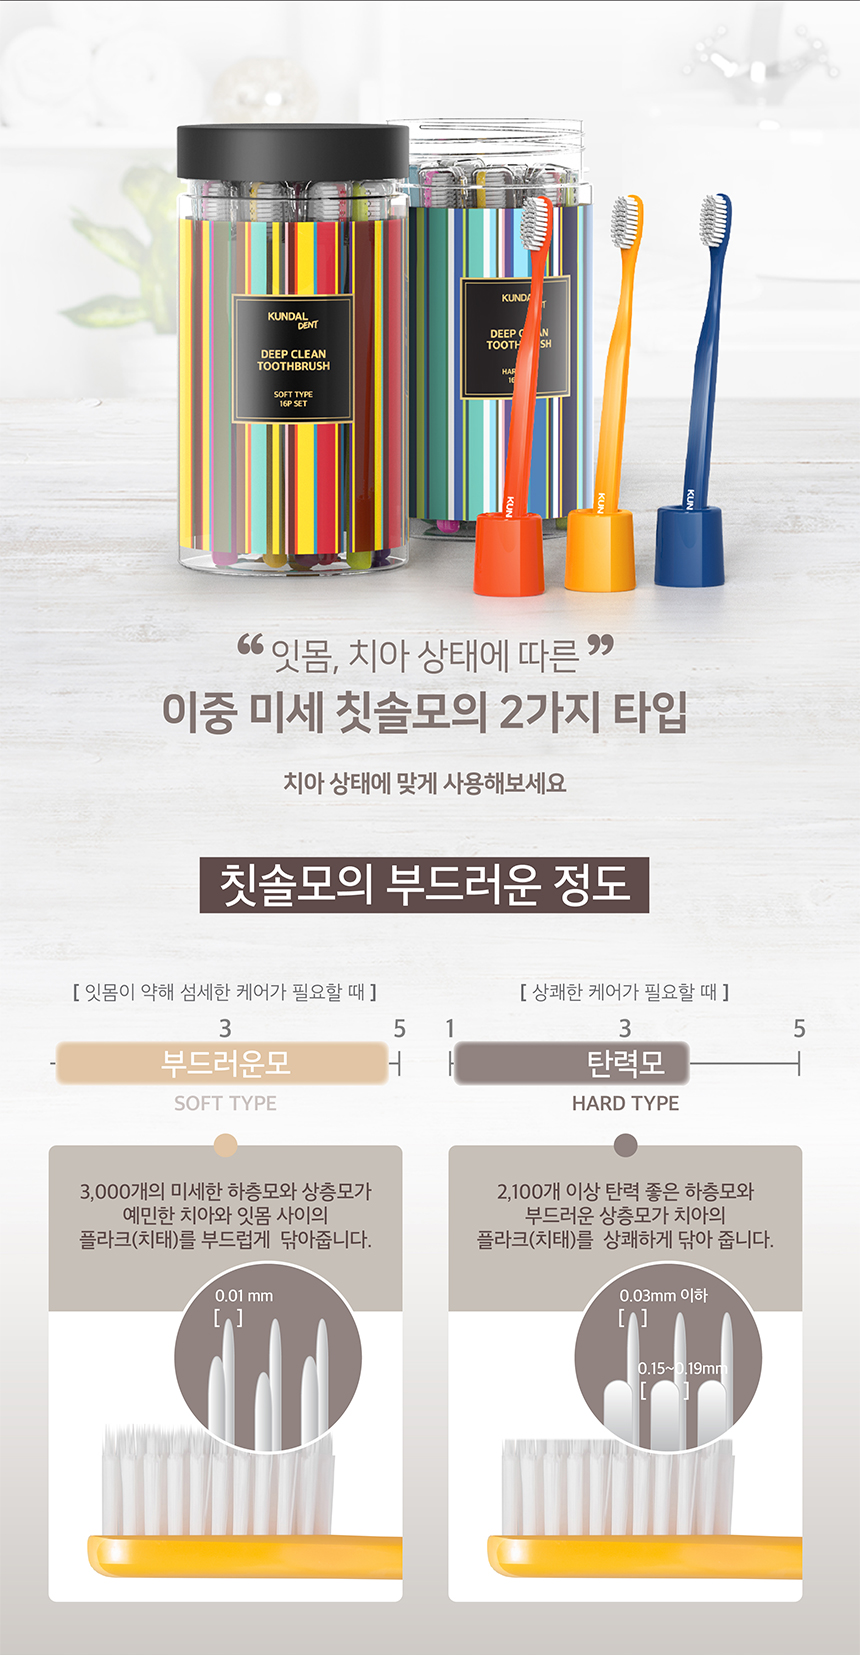 KUNDAL
DENT
DEEP CLEAN
TOOTHBRUSH
SOFT TYPE
16P SET
KUNDA
NT
DEEP C AN
TOOTH SH
HAR
16
KUN
KUN
KUN
“ 잇몸, 치아 상태에 따른 ”
이중 미세 칫솔모의 2가지 타입
치아 상태에 맞게 사용해보세요
칫솔모의 부드러운 정도
[ 잇몸이 약해 섬세한 케어가 필요할 때 ]
3 5
부드러운모
SOFT TYPE
3,000개의 미세한 하층모와 상층모가
예민한 치아와 잇몸 사이의
플라크(치태)를 부드럽게 닦아줍니다.
0.01 mm
[ ]
[ 상쾌한 케어가 필요할 때 ]
1 3 5
탄력모
HARD TYPE
2,100개 이상 탄력 좋은 하층모와
부드러운 상층모가 치아의
플라크(치태)를 상쾌하게 닦아 줍니다.
0.03mm 이하
[ ]
0.15~0.19mm
[ ]